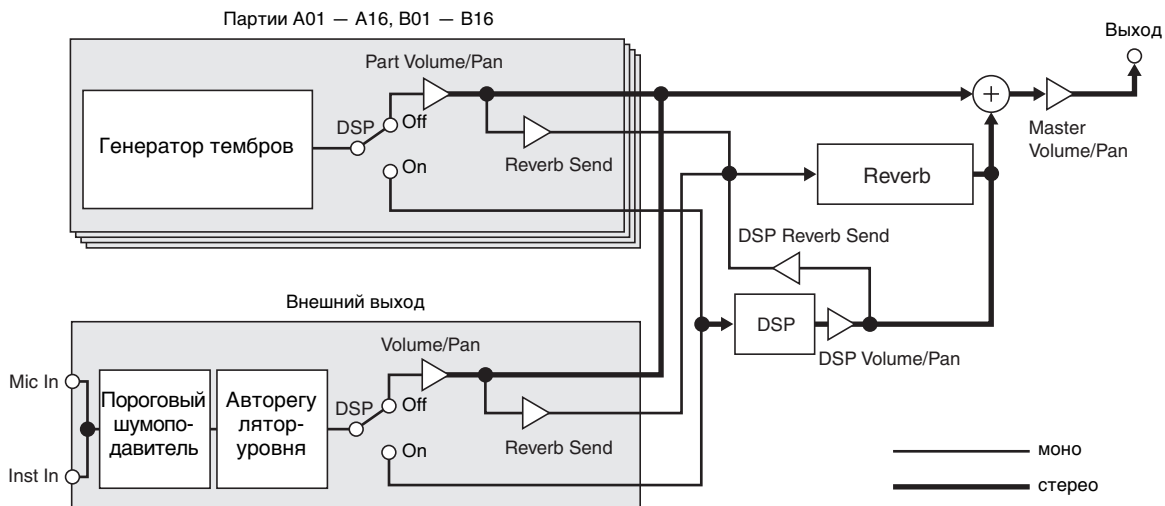 Партии A01 — A16, B01 — B16
Выход
Part Volume/Pan
DSP
Off
On
Генератор тембров
Reverb Send
Master
Volume/Pan
Reverb
DSP Reverb Send
Внешний выход
DSP
DSP Volume/Pan
Volume/Pan
Mic In
Inst In
Пороговый
шумопо-
давитель
Авторегу
лятор-
уровня
DSP
Off
On
Reverb Send
моно
стерео